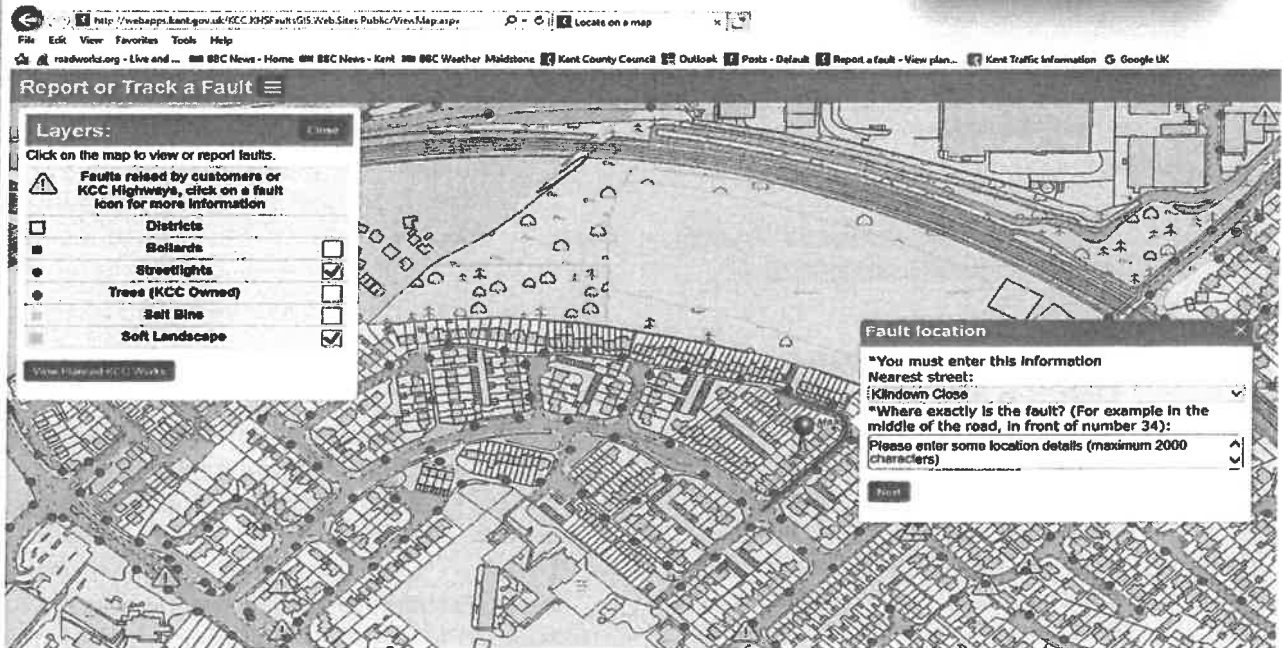 http://webapps.kent.gov.uk/KCC.KHSFaultsGIS.Web.Sites.Public/ViewMap.aspx
Locate on a map
File Edit View Favorites Tools Help
roadworks.org - Live and ... BBC News - Home BBC News - Kent BBC Weather Maidstone Kent County Council Outlook Posts - Default Report a fault - View plan... Kent Traffic Information Google UK
Report or Track a Fault
Layers:
Close
Click on the map to view or report faults.
Faults raised by customers or
KCC Highways, click on a fault
icon for more information
Districts
Bollards
Streetlights
Trees (KCC Owned)
Salt Bins
Soft Landscape
View Planned KCC Works
Fault location
*You must enter this information
Nearest street:
Kilndown Close
*Where exactly is the fault? (For example in the
middle of the road, in front of number 34):
Please enter some location details (maximum 2000
characters)
Next